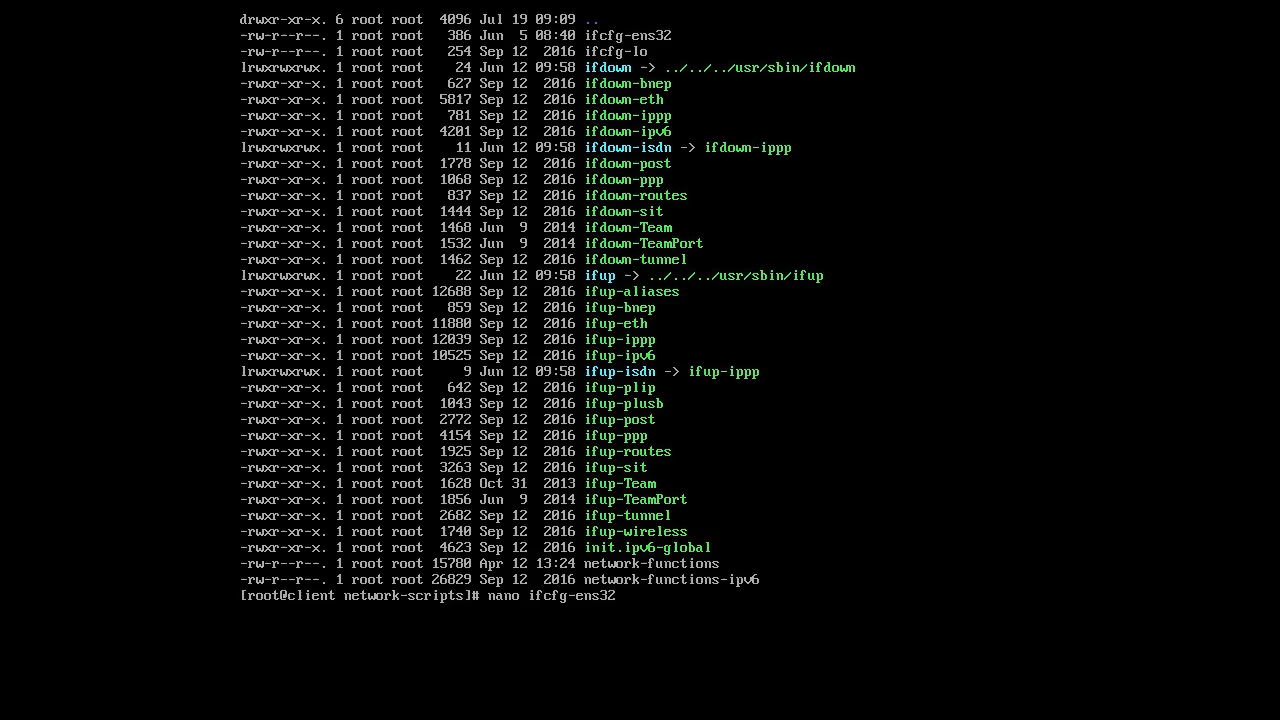 drwxr-xr-x. 6 root root  4096 Jul 19 09:09 ..
-rw-r--r--. 1 root root   386 Jun  5 08:40 ifcfg-ens32
-rw-r--r--. 1 root root   254 Sep 12  2016 ifcfg-lo
lrwxrwxrwx. 1 root root    24 Jun 12 09:58 ifdown -> ../../../usr/sbin/ifdown
-rwxr-xr-x. 1 root root   627 Sep 12  2016 ifdown-bnep
-rwxr-xr-x. 1 root root  5817 Sep 12  2016 ifdown-eth
-rwxr-xr-x. 1 root root   781 Sep 12  2016 ifdown-ippp
-rwxr-xr-x. 1 root root  4201 Sep 12  2016 ifdown-ipv6
lrwxrwxrwx. 1 root root    11 Jun 12 09:58 ifdown-isdn -> ifdown-ippp
-rwxr-xr-x. 1 root root  1778 Sep 12  2016 ifdown-post
-rwxr-xr-x. 1 root root  1068 Sep 12  2016 ifdown-ppp
-rwxr-xr-x. 1 root root   837 Sep 12  2016 ifdown-routes
-rwxr-xr-x. 1 root root  1444 Sep 12  2016 ifdown-sit
-rwxr-xr-x. 1 root root  1468 Jun  9  2014 ifdown-Team
-rwxr-xr-x. 1 root root  1532 Jun  9  2014 ifdown-TeamPort
-rwxr-xr-x. 1 root root  1462 Sep 12  2016 ifdown-tunnel
lrwxrwxrwx. 1 root root    22 Jun 12 09:58 ifup -> ../../../usr/sbin/ifup
-rwxr-xr-x. 1 root root 12688 Sep 12  2016 ifup-aliases
-rwxr-xr-x. 1 root root   859 Sep 12  2016 ifup-bnep
-rwxr-xr-x. 1 root root 11880 Sep 12  2016 ifup-eth
-rwxr-xr-x. 1 root root 12039 Sep 12  2016 ifup-ippp
-rwxr-xr-x. 1 root root 10525 Sep 12  2016 ifup-ipv6
lrwxrwxrwx. 1 root root     9 Jun 12 09:58 ifup-isdn -> ifup-ippp
-rwxr-xr-x. 1 root root   642 Sep 12  2016 ifup-plip
-rwxr-xr-x. 1 root root  1043 Sep 12  2016 ifup-plusb
-rwxr-xr-x. 1 root root  2772 Sep 12  2016 ifup-post
-rwxr-xr-x. 1 root root  4154 Sep 12  2016 ifup-ppp
-rwxr-xr-x. 1 root root  1925 Sep 12  2016 ifup-routes
-rwxr-xr-x. 1 root root  3263 Sep 12  2016 ifup-sit
-rwxr-xr-x. 1 root root  1628 Oct 31  2013 ifup-Team
-rwxr-xr-x. 1 root root  1856 Jun  9  2014 ifup-TeamPort
-rwxr-xr-x. 1 root root  2682 Sep 12  2016 ifup-tunnel
-rwxr-xr-x. 1 root root  1740 Sep 12  2016 ifup-wireless
-rwxr-xr-x. 1 root root  4623 Sep 12  2016 init.ipv6-global
-rw-r--r--. 1 root root 15780 Apr 12 13:24 network-functions
-rw-r--r--. 1 root root 26829 Sep 12  2016 network-functions-ipv6
[root@client network-scripts]# nano ifcfg-ens32